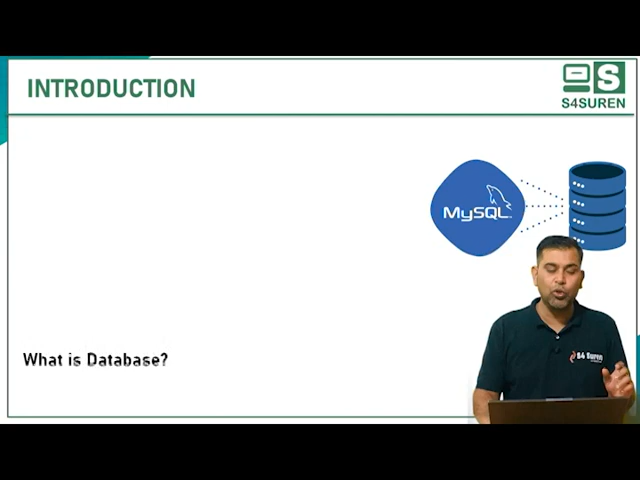 INTRODUCTION
S
S4SUREN
MySQL
What is Database?
S4 Suren